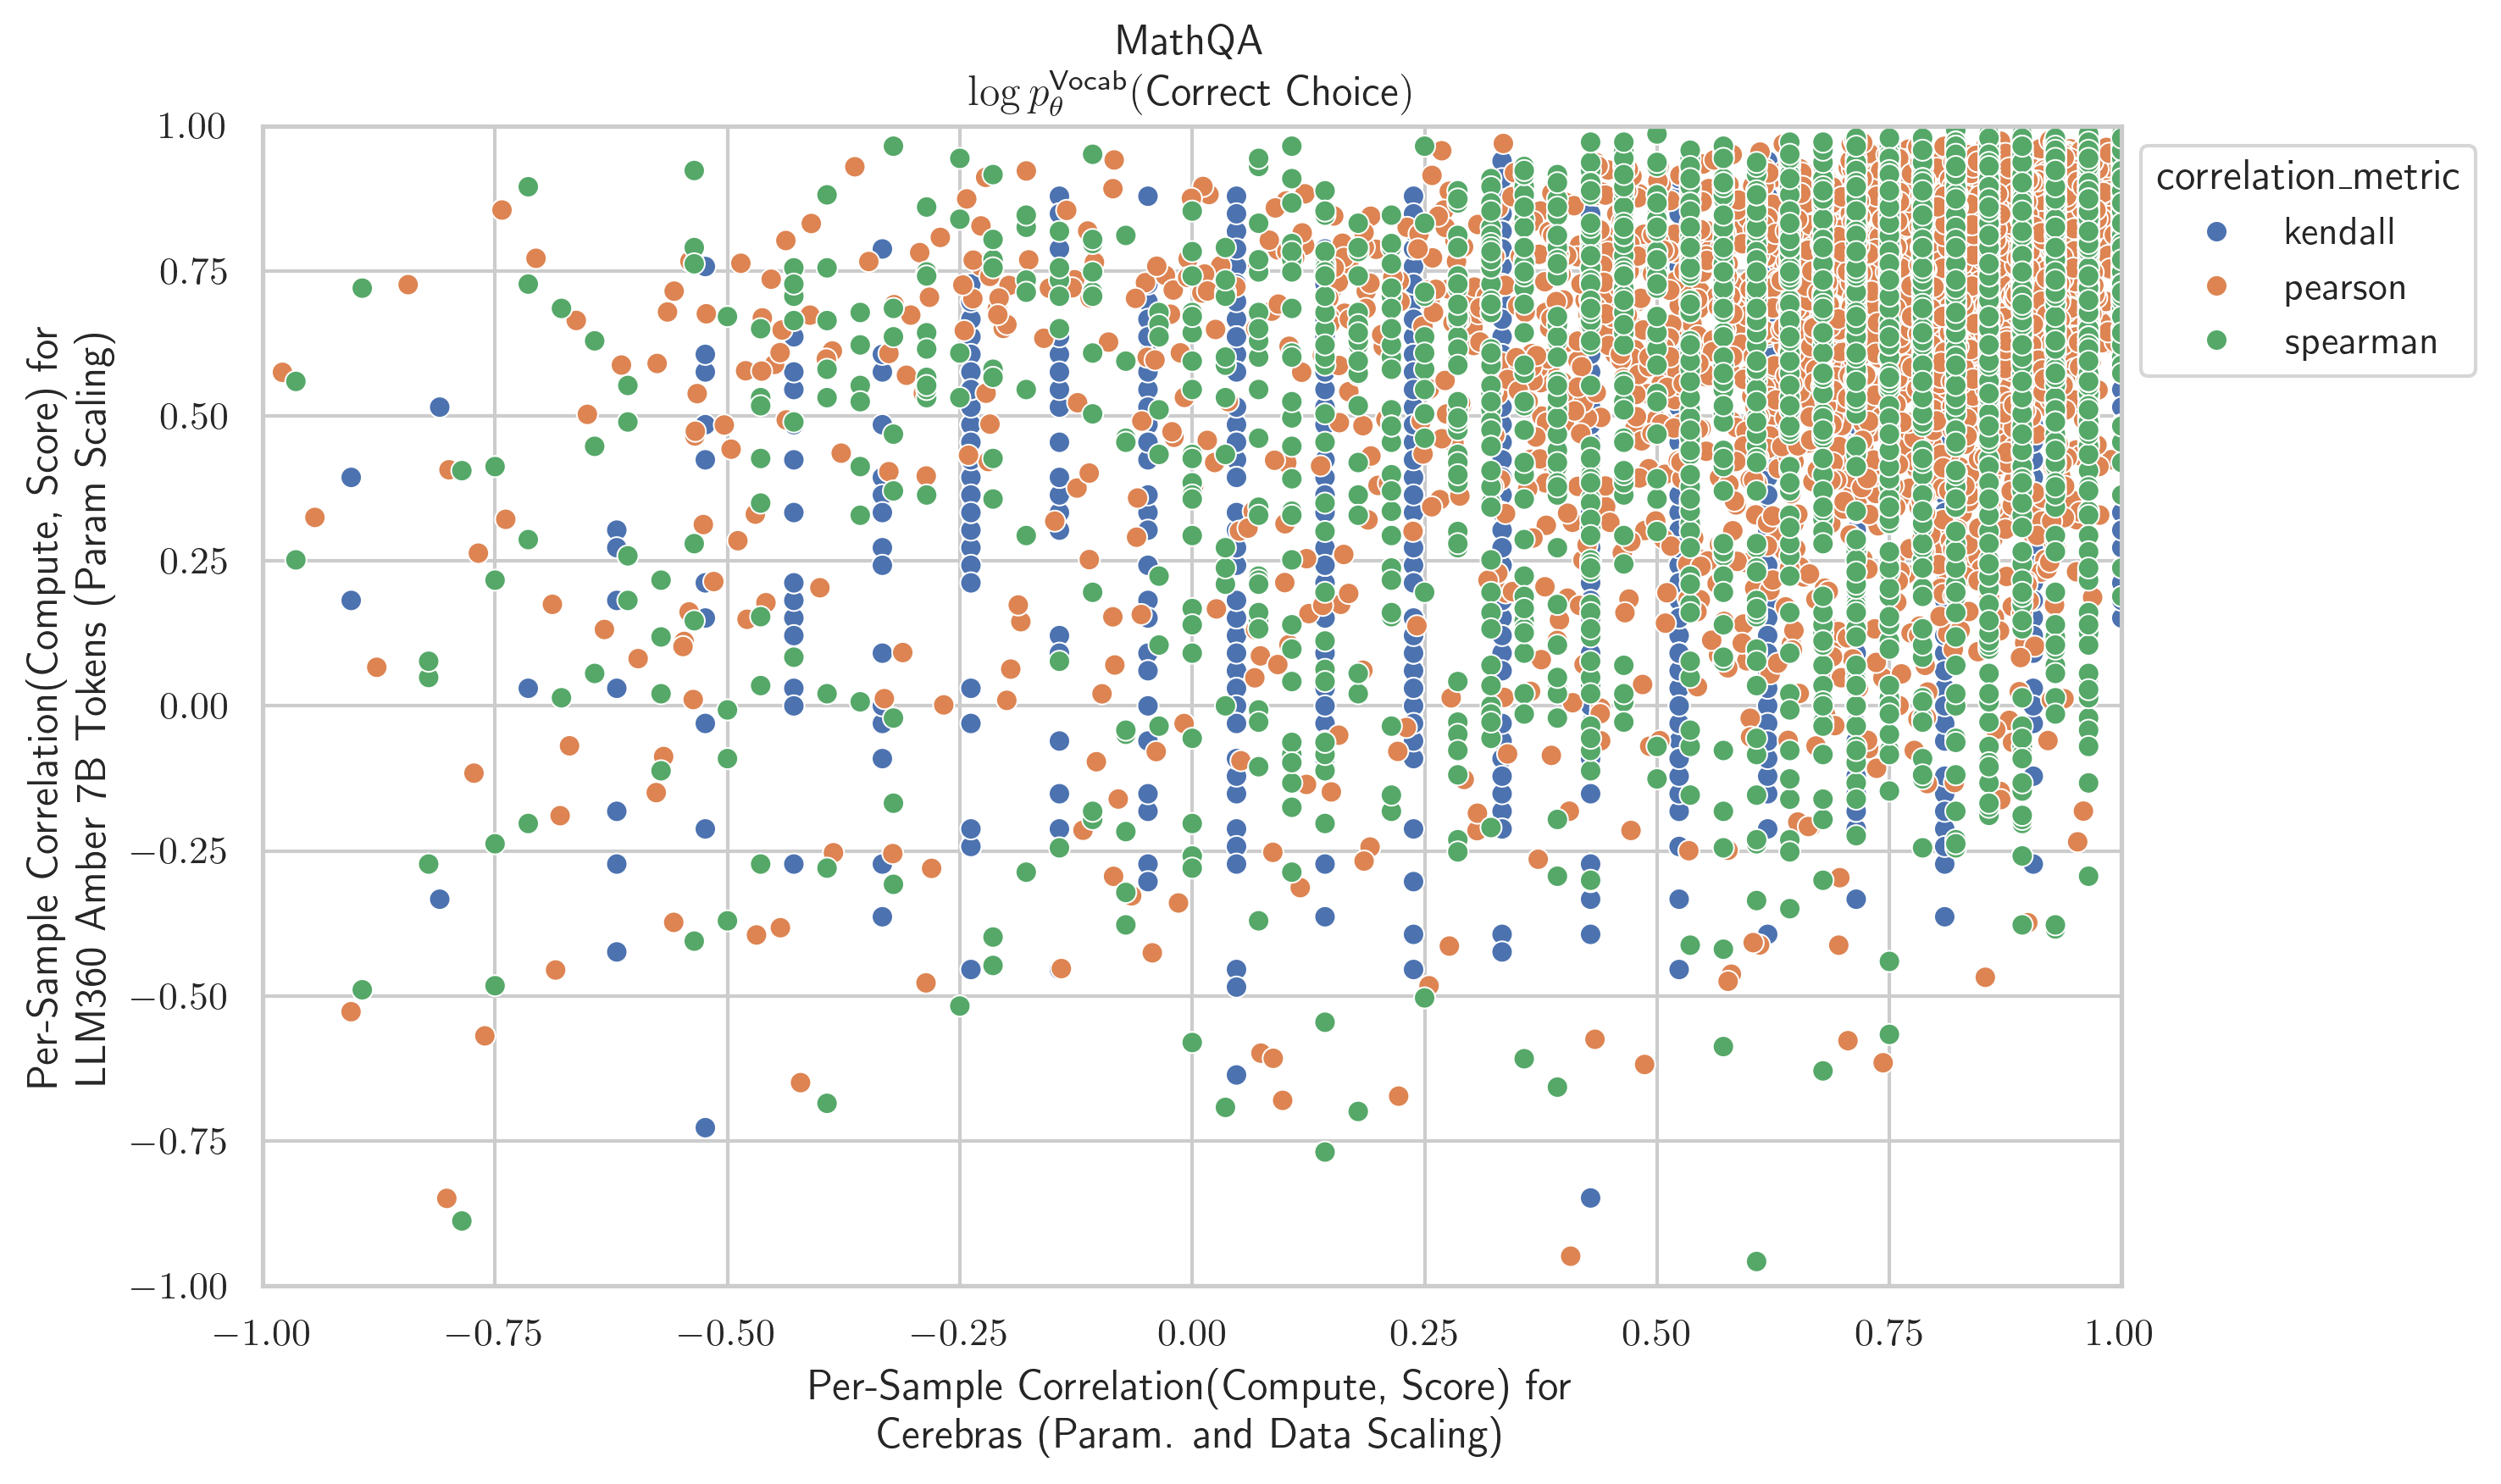 MathQA
log p_θ^Vocab(Correct Choice)
Per-Sample Correlation(Compute, Score) for
LLM360 Amber 7B Tokens (Param Scaling)
1.00
0.75
0.50
0.25
0.00
−0.25
−0.50
−0.75
−1.00
−1.00 −0.75 −0.50 −0.25 0.00 0.25 0.50 0.75 1.00
Per-Sample Correlation(Compute, Score) for
Cerebras (Param. and Data Scaling)
correlation_metric
kendall
pearson
spearman